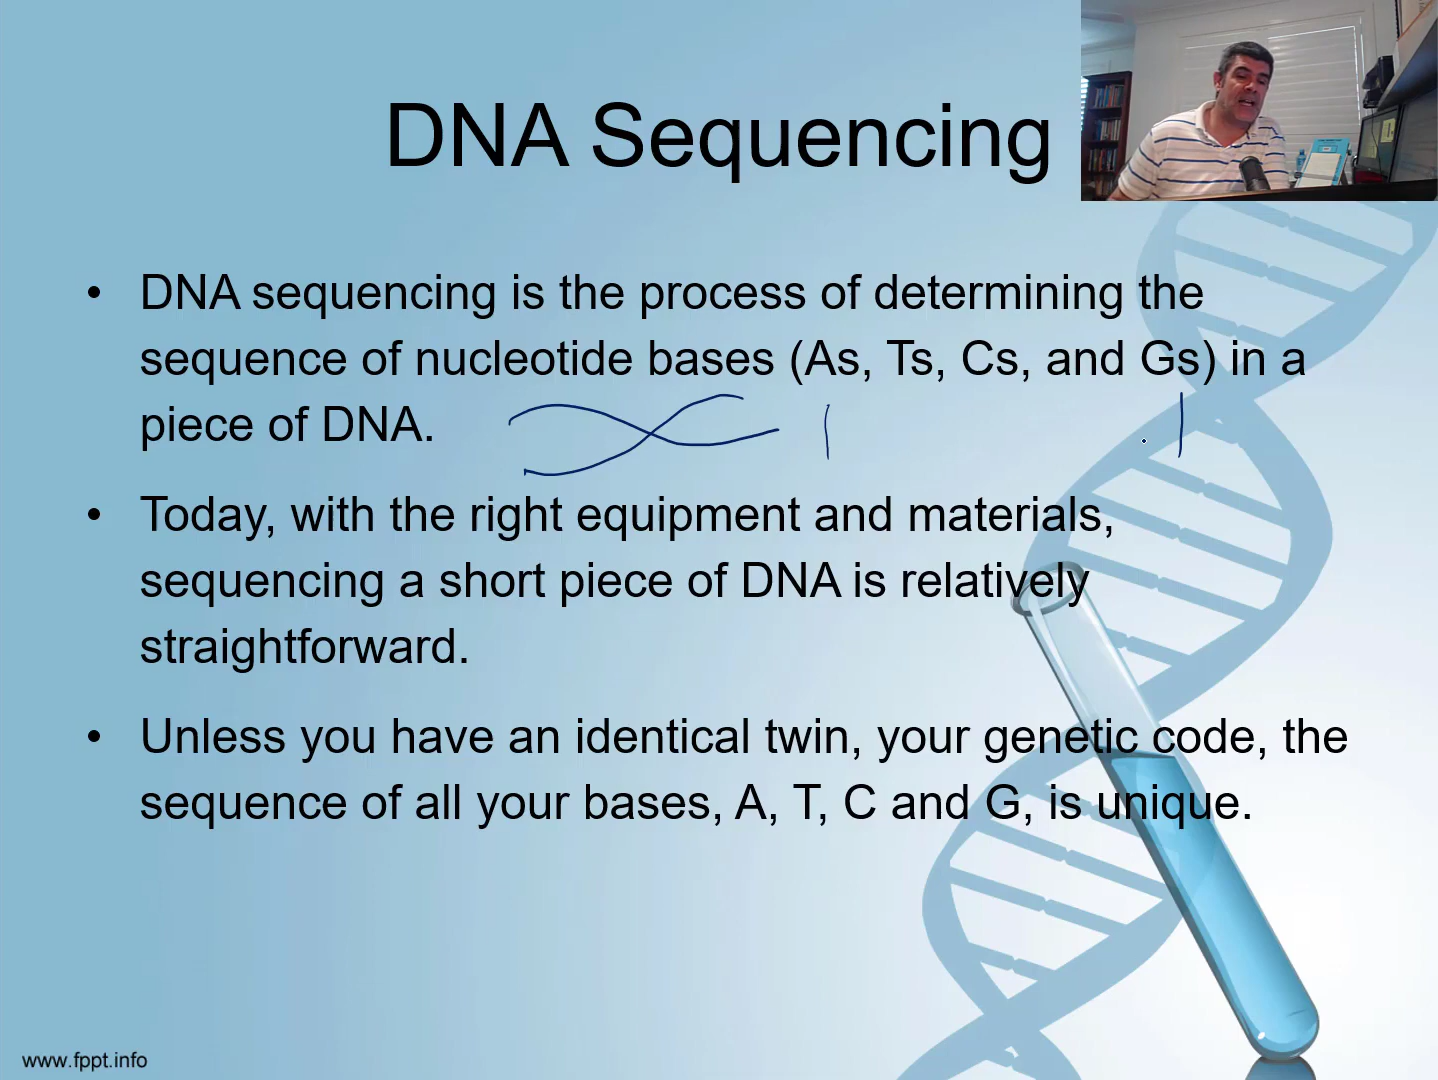 DNA Sequencing
• DNA sequencing is the process of determining the
sequence of nucleotide bases (As, Ts, Cs, and Gs) in a
piece of DNA.
• Today, with the right equipment and materials,
sequencing a short piece of DNA is relatively
straightforward.
• Unless you have an identical twin, your genetic code, the
sequence of all your bases, A, T, C and G, is unique.
www.fppt.info